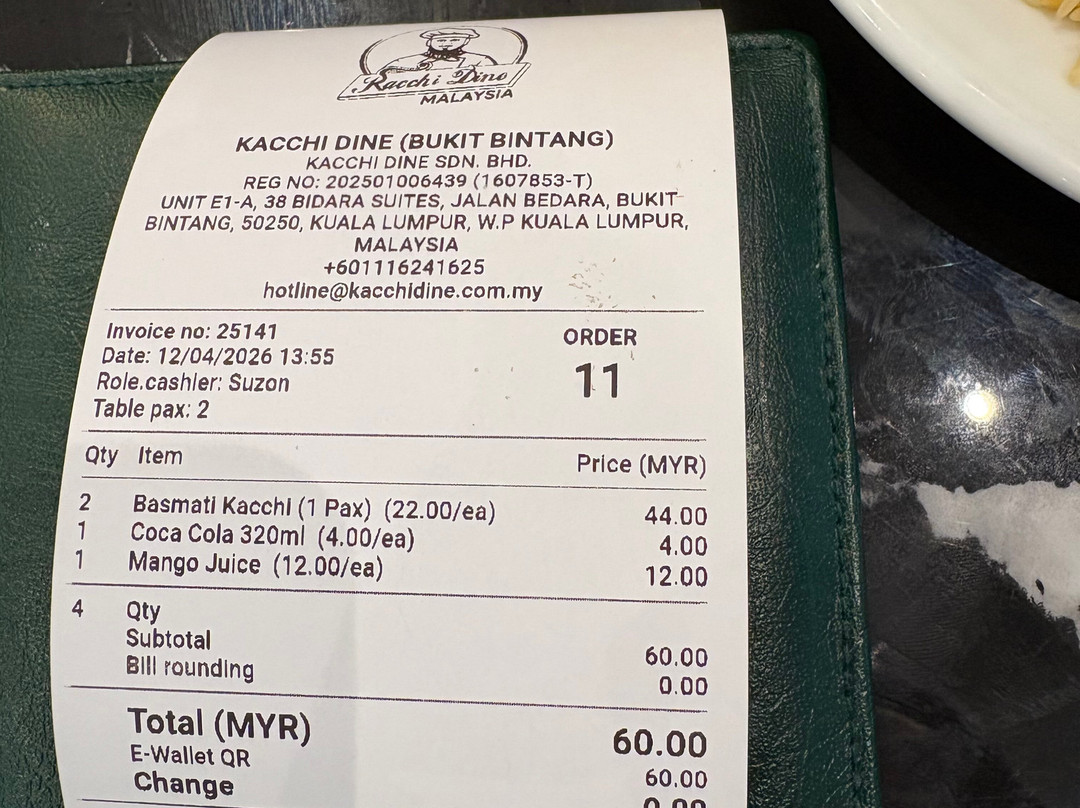 Kacchi Dine
MALAYSIA
KACCHI DINE (BUKIT BINTANG)
KACCHI DINE SDN. BHD.
REG NO: 202501006439 (1607853-T)
UNIT E1-A, 38 BIDARA SUITES, JALAN BEDARA, BUKIT
BINTANG, 50250, KUALA LUMPUR, W.P KUALA LUMPUR,
MALAYSIA
+601116241625
hotline@kacchidine.com.my
Invoice no: 25141
Date: 12/04/2026 13:55
Role.cashier: Suzon
Table pax: 2
ORDER
11
Qty Item Price (MYR)
2 Basmati Kacchi (1 Pax) (22.00/ea) 44.00
1 Coca Cola 320ml (4.00/ea) 4.00
1 Mango Juice (12.00/ea) 12.00
4 Qty
Subtotal 60.00
Bill rounding 0.00
Total (MYR) 60.00
E-Wallet QR 60.00
Change 0.00